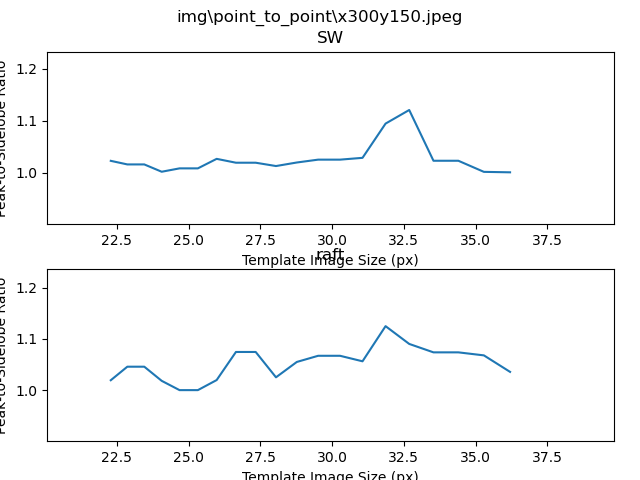 img\point_to_point\x300y150.jpeg
SW
Peak-to-Sidelobe Ratio
1.2
1.1
1.0
22.5 25.0 27.5 30.0 32.5 35.0 37.5
Template Image Size (px)
raft
Peak-to-Sidelobe Ratio
1.2
1.1
1.0
22.5 25.0 27.5 30.0 32.5 35.0 37.5
Template Image Size (px)